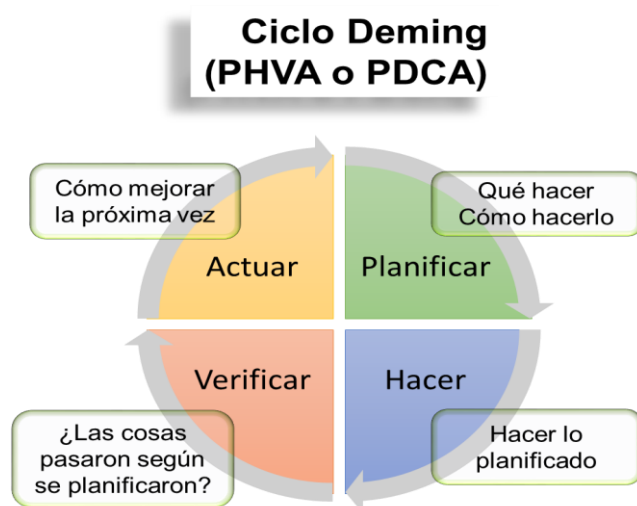 Ciclo Deming
(PHVA o PDCA)
Cómo mejorar
la próxima vez
Qué hacer
Cómo hacerlo
Actuar
Planificar
Verificar
Hacer
¿Las cosas
pasaron según
se planificaron?
Hacer lo
planificado